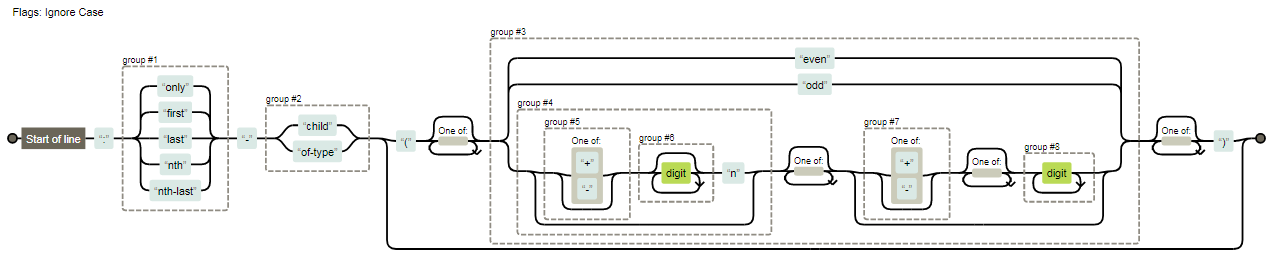 Flags: Ignore Case
group #3
group #1
“even”
“only”
“odd”
group #2
group #4
“first”
group #5
group #7
“child”
One of:
group #6
One of:
One of:
One of:
Start of line
“:”
“last”
“-”
“(”
“)”
group #8
“of-type”
“+”
One of:
“+”
One of:
“nth”
digit
“n”
digit
“-”
“-”
“nth-last”